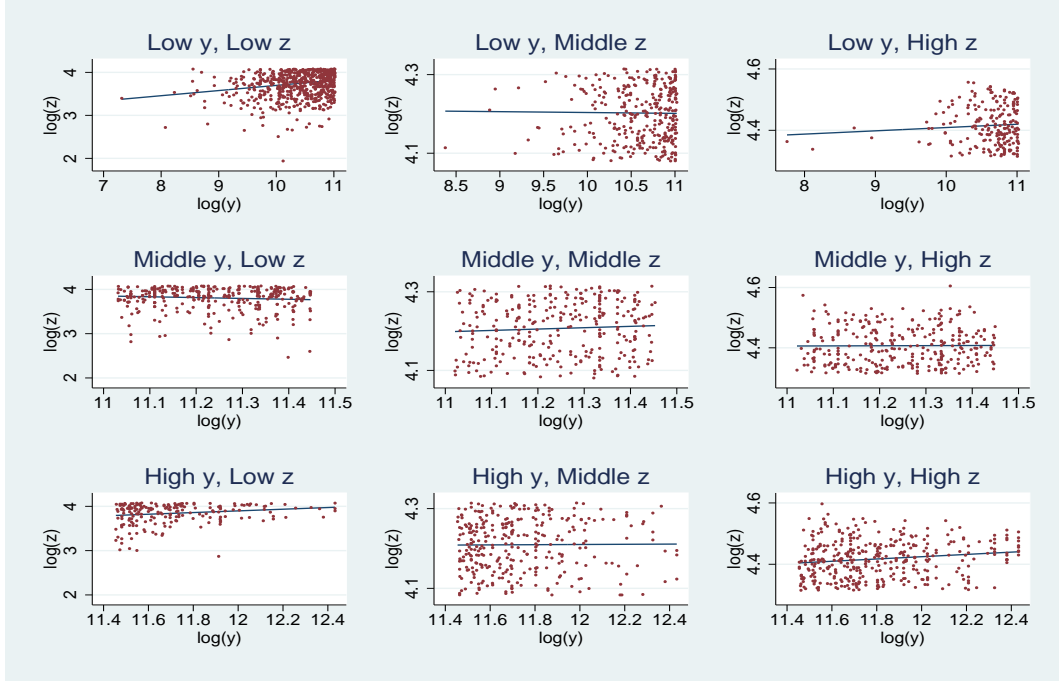 Low y, Low z
log(z)
4
3
2
7 8 9 10 11
log(y)
Low y, Middle z
log(z)
4.3
4.1
8.5 9 9.5 10 10.5 11
log(y)
Low y, High z
log(z)
4.6
4.4
8 9 10 11
log(y)
Middle y, Low z
log(z)
4
3
2
11 11.1 11.2 11.3 11.4 11.5
log(y)
Middle y, Middle z
log(z)
4.3
4.1
11 11.1 11.2 11.3 11.4 11.5
log(y)
Middle y, High z
log(z)
4.6
4.4
11 11.1 11.2 11.3 11.4 11.5
log(y)
High y, Low z
log(z)
4
3
2
11.4 11.6 11.8 12 12.2 12.4
log(y)
High y, Middle z
log(z)
4.3
4.1
11.4 11.6 11.8 12 12.2 12.4
log(y)
High y, High z
log(z)
4.6
4.4
11.4 11.6 11.8 12 12.2 12.4
log(y)